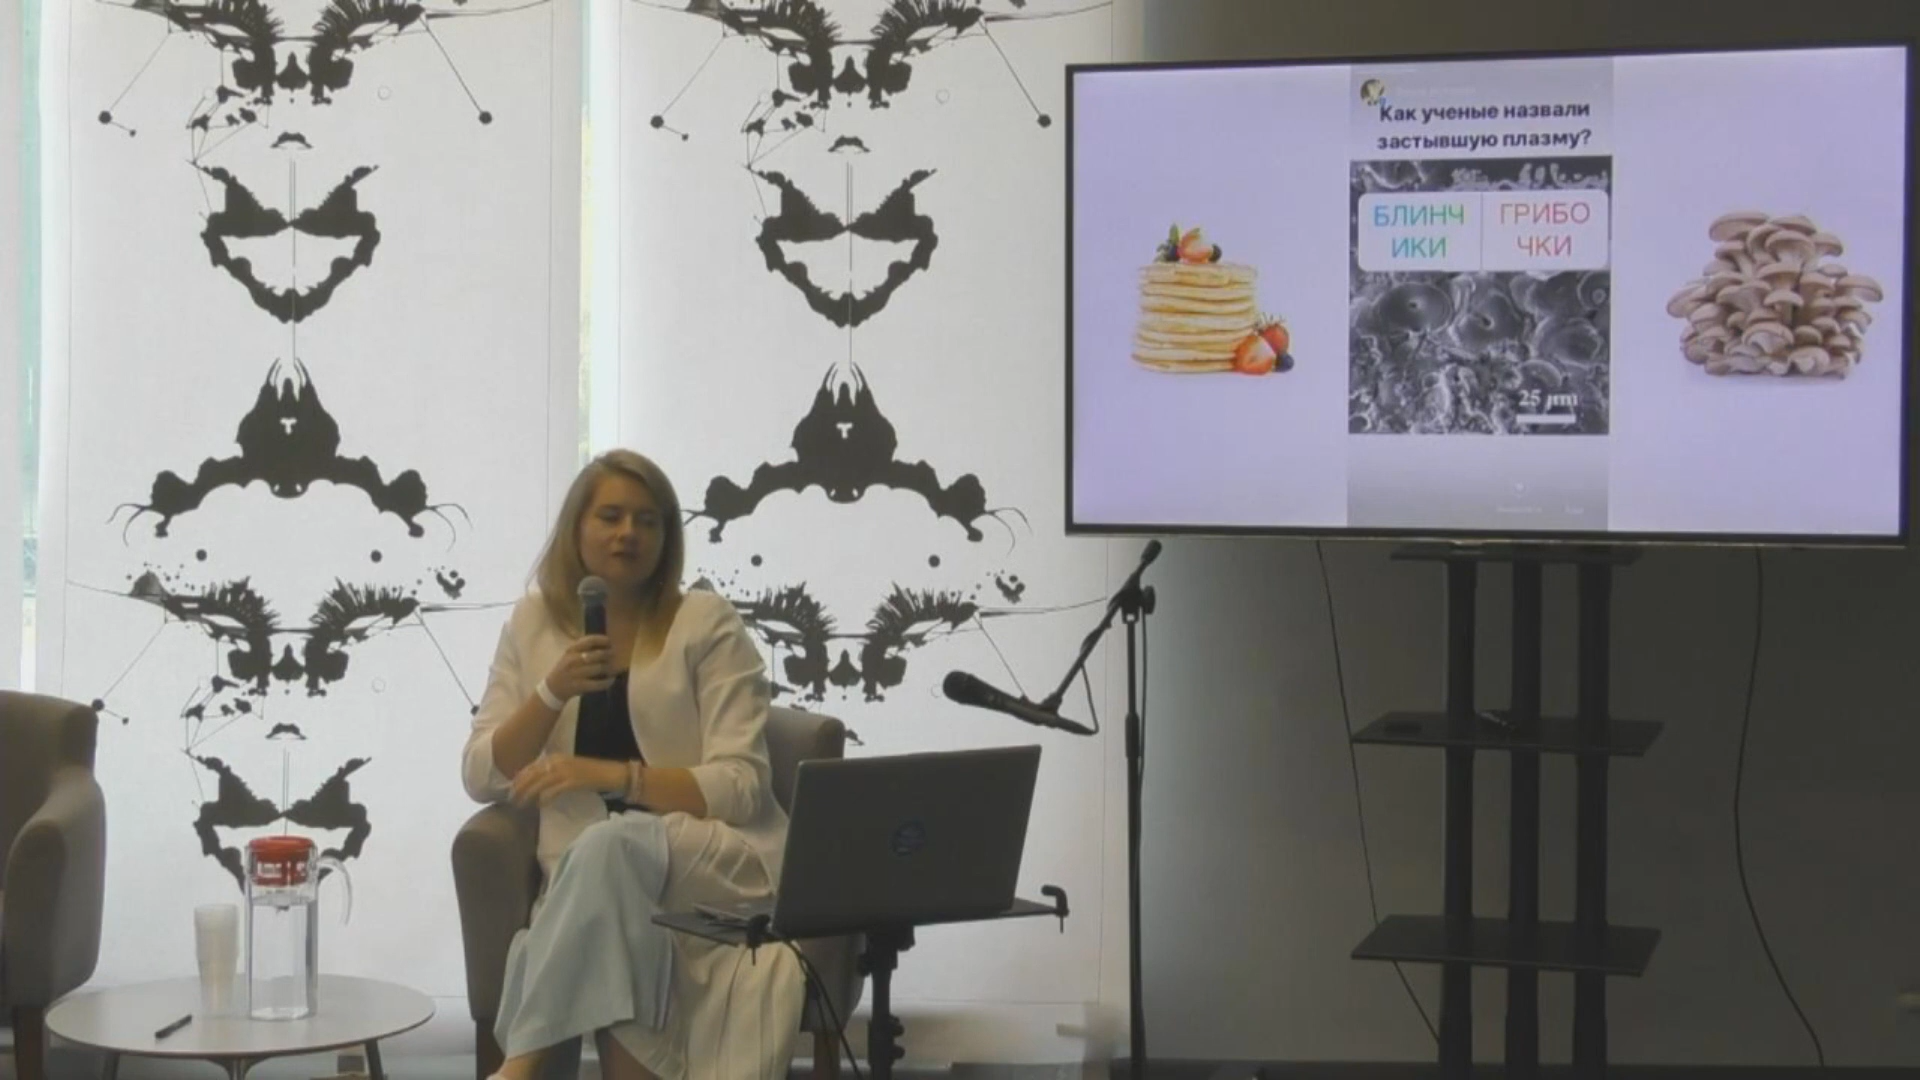 Как ученые назвали
застывшую плазму?
БЛИНЧ
ИКИ
ГРИБО
ЧКИ
25 μm